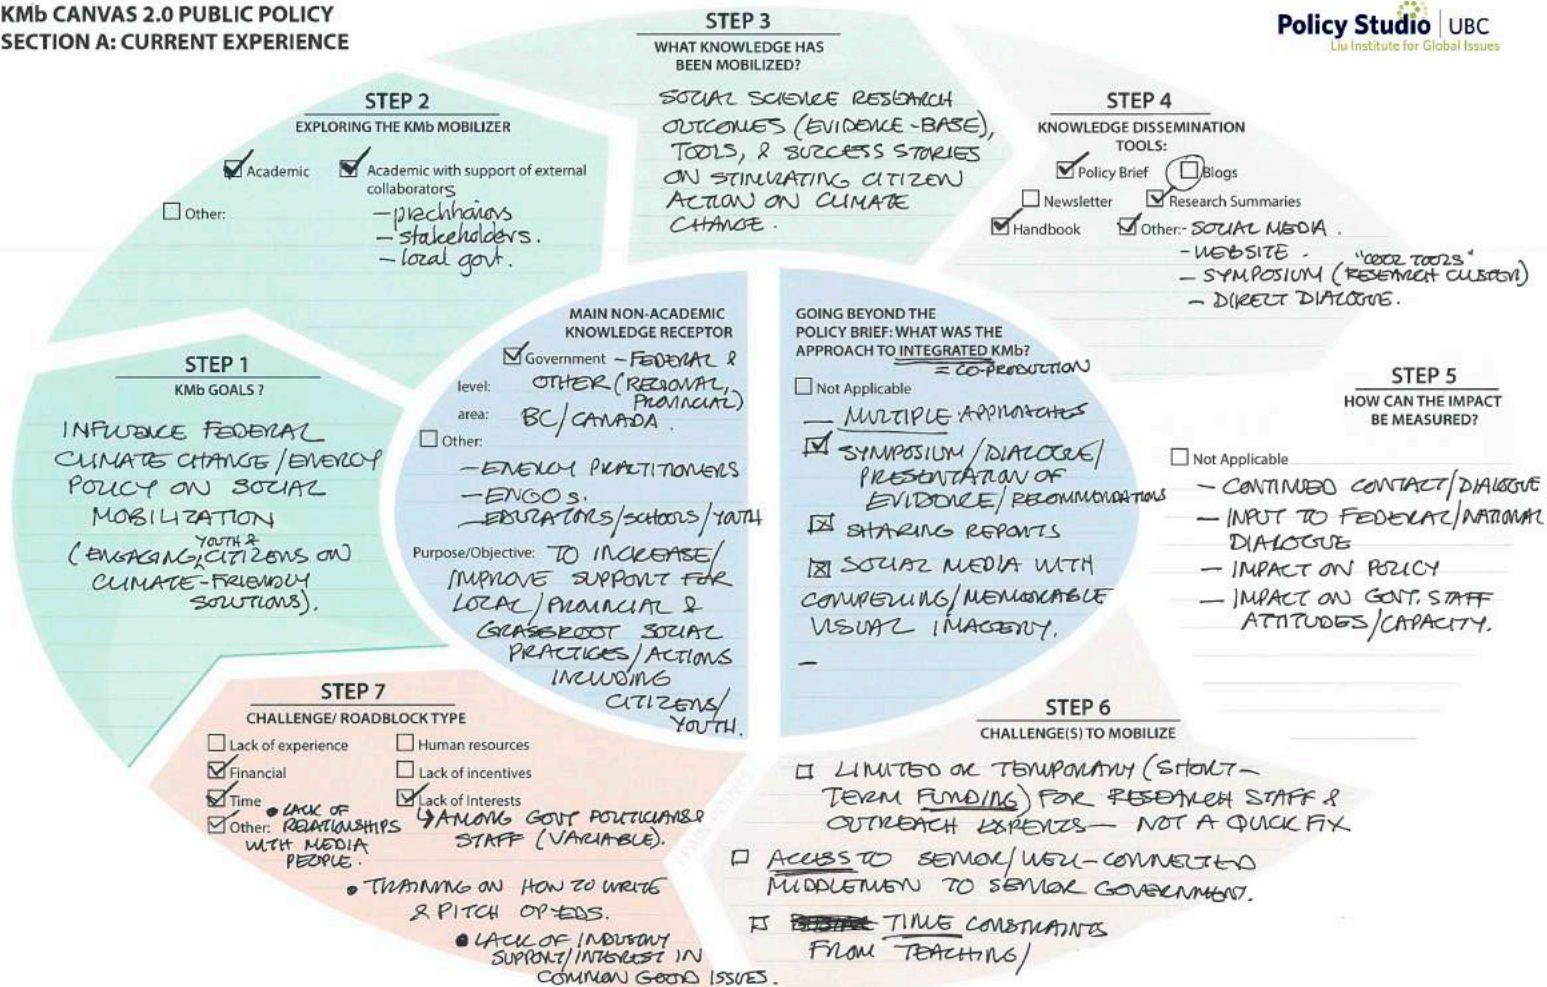 KMb CANVAS 2.0 PUBLIC POLICY
SECTION A: CURRENT EXPERIENCE
Policy Studio | UBC
Liu Institute for Global Issues
STEP 1
KMb GOALS ?
INFLUENCE FEDERAL
CLIMATE CHANGE / ENERGY
POLICY ON SOCIAL
MOBILIZATION
YOUTH &
(ENGAGING CITIZENS ON
CLIMATE-FRIENDLY
SOLUTIONS).
STEP 2
EXPLORING THE KMb MOBILIZER
Academic
Academic with support of external
collaborators
Other:
- practitioners
- stakeholders.
- local govt.
STEP 3
WHAT KNOWLEDGE HAS
BEEN MOBILIZED?
SOCIAL SCIENCE RESEARCH
OUTCOMES (EVIDENCE-BASE),
TOOLS, & SUCCESS STORIES
ON STIMULATING CITIZEN
ACTION ON CLIMATE
CHANGE.
STEP 4
KNOWLEDGE DISSEMINATION
TOOLS:
Policy Brief
Blogs
Newsletter
Research Summaries
Handbook
Other:- SOCIAL MEDIA.
- WEBSITE.
"COOL TOOLS"
- SYMPOSIUM (RESEARCH CLUSTER)
- DIRECT DIALOGUE.
MAIN NON-ACADEMIC
KNOWLEDGE RECEPTOR
Government - FEDERAL &
level: OTHER (REGIONAL,
PROVINCIAL)
area: BC/CANADA.
Other:
- ENERGY PRACTITIONERS
- ENGOs.
- EDUCATORS/SCHOOLS/YOUTH
Purpose/Objective: TO INCREASE/
IMPROVE SUPPORT FOR
LOCAL/PROVINCIAL &
GRASSROOT SOCIAL
PRACTICES/ACTIONS
INCLUDING
CITIZENS/
YOUTH.
GOING BEYOND THE
POLICY BRIEF: WHAT WAS THE
APPROACH TO INTEGRATED KMb?
= CO-PRODUCTION
Not Applicable
- MULTIPLE APPROACHES
SYMPOSIUM/DIALOGUE/
PRESENTATION OF
EVIDENCE/RECOMMENDATIONS
SHARING REPORTS
SOCIAL MEDIA WITH
COMPELLING/MEMORABLE
VISUAL IMAGERY.
-
STEP 5
HOW CAN THE IMPACT
BE MEASURED?
Not Applicable
- CONTINUED CONTACT/DIALOGUE
- INPUT TO FEDERAL/NATIONAL
DIALOGUE
- IMPACT ON POLICY
- IMPACT ON GOVT. STAFF
ATTITUDES/CAPACITY.
STEP 6
CHALLENGE(S) TO MOBILIZE
LIMITED OR TEMPORARY (SHORT-
TERM FUNDING) FOR RESEARCH STAFF &
OUTREACH EXPERTS- NOT A QUICK FIX
ACCESS TO SENIOR/WELL-CONNECTED
MIDDLEMEN TO SENIOR GOVERNMENT.
TIME CONSTRAINTS
FROM TEACHING/
STEP 7
CHALLENGE/ ROADBLOCK TYPE
Lack of experience
Human resources
Financial
Lack of incentives
Time
Lack of Interests
Other:
• LACK OF
RELATIONSHIPS
WITH MEDIA
PEOPLE.
AMONG GOVT POLITICIANS &
STAFF (VARIABLE).
• TRAINING ON HOW TO WRITE
& PITCH OP-EDS.
• LACK OF INDUSTRY
SUPPORT/INTEREST IN
COMMON GOOD ISSUES.